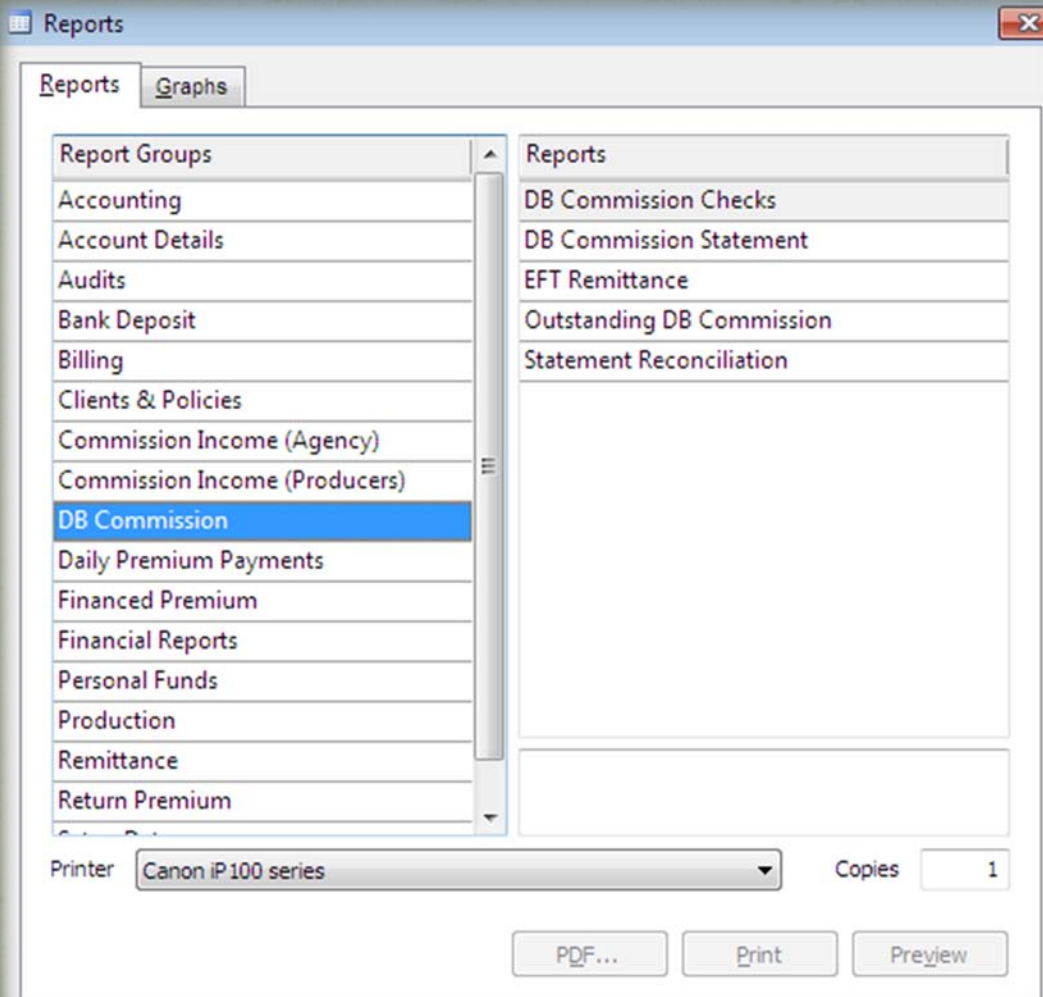 Reports
Reports Graphs
Report Groups
Accounting
Account Details
Audits
Bank Deposit
Billing
Clients & Policies
Commission Income (Agency)
Commission Income (Producers)
DB Commission
Daily Premium Payments
Financed Premium
Financial Reports
Personal Funds
Production
Remittance
Return Premium
Reports
DB Commission Checks
DB Commission Statement
EFT Remittance
Outstanding DB Commission
Statement Reconciliation
Printer Canon iP100 series Copies 1
PDF... Print Preview